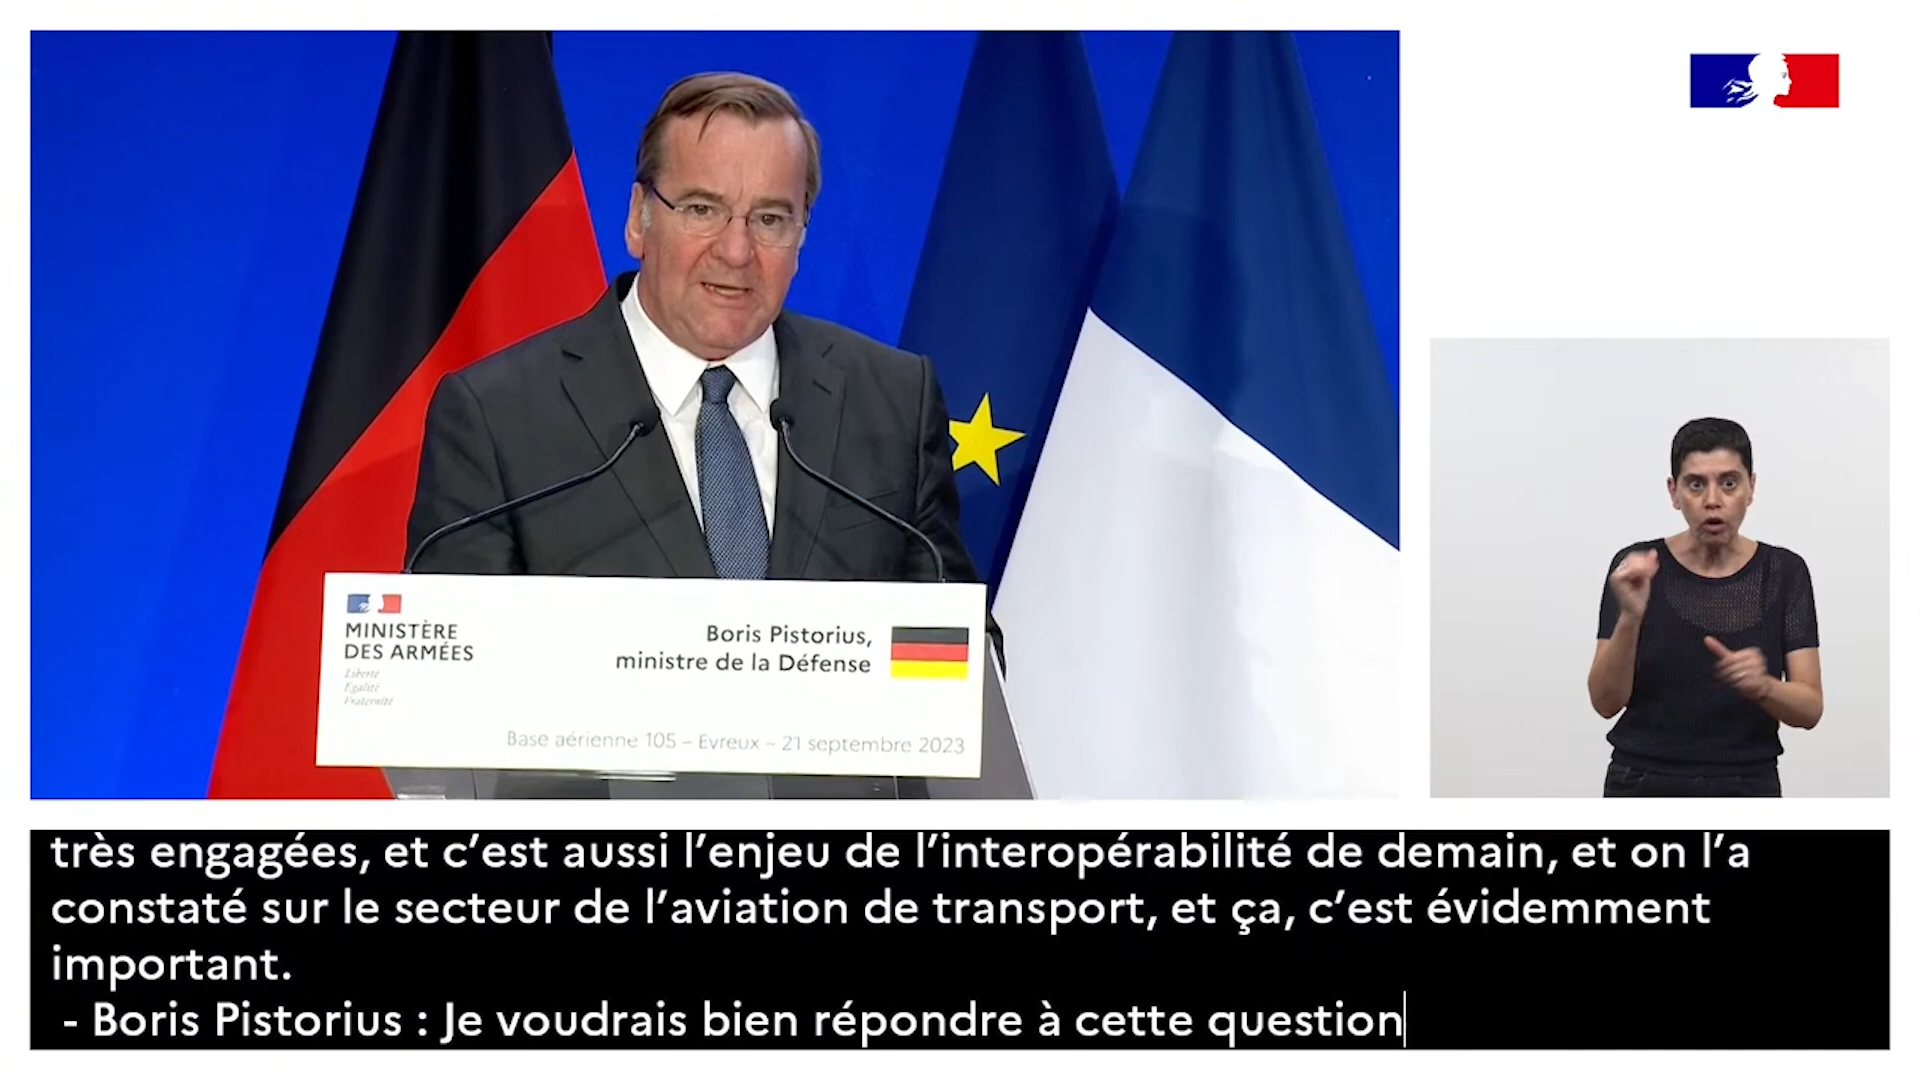 MINISTÈRE
DES ARMÉES
Liberté
Égalité
Fraternité
Boris Pistorius,
ministre de la Défense
Base aérienne 105 – Evreux – 21 septembre 2023
très engagées, et c’est aussi l’enjeu de l’interopérabilité de demain, et on l’a
constaté sur le secteur de l’aviation de transport, et ça, c’est évidemment
important.
- Boris Pistorius : Je voudrais bien répondre à cette question